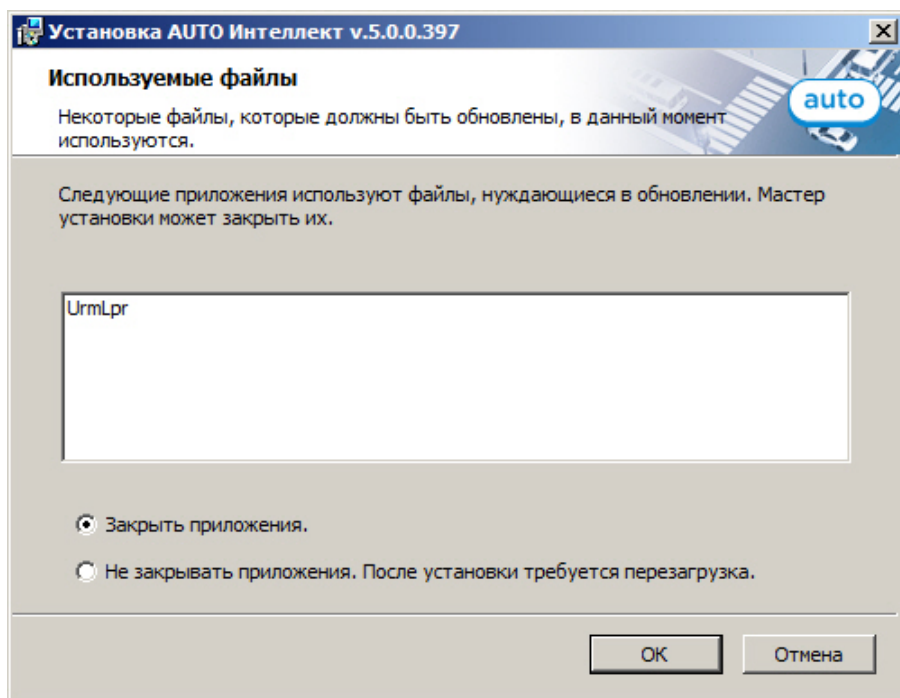 Установка AUTO Интеллект v.5.0.0.397
Используемые файлы
auto
Некоторые файлы, которые должны быть обновлены, в данный момент
используются.
Следующие приложения используют файлы, нуждающиеся в обновлении. Мастер
установки может закрыть их.
UrmLpr
Закрыть приложения.
Не закрывать приложения. После установки требуется перезагрузка.
OK
Отмена